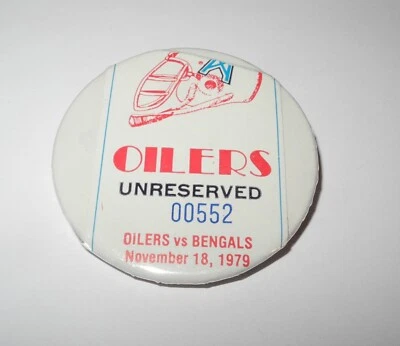 OILERS
UNRESERVED
00552
OILERS vs BENGALS
November 18, 1979